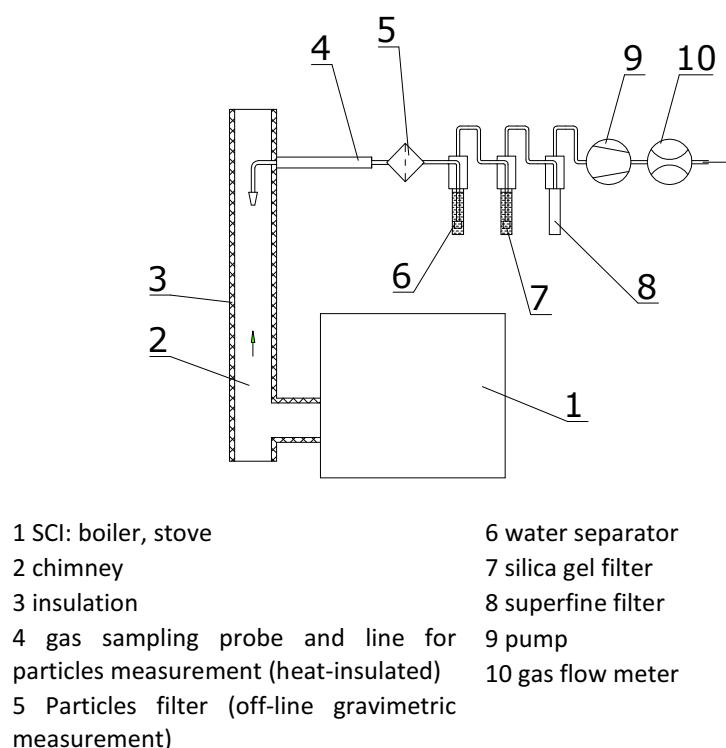 4
5
9
10
3
6
7
8
2
1
1 SCI: boiler, stove
2 chimney
3 insulation
4 gas sampling probe and line for
particles measurement (heat-insulated)
5 Particles filter (off-line gravimetric
measurement)
6 water separator
7 silica gel filter
8 superfine filter
9 pump
10 gas flow meter